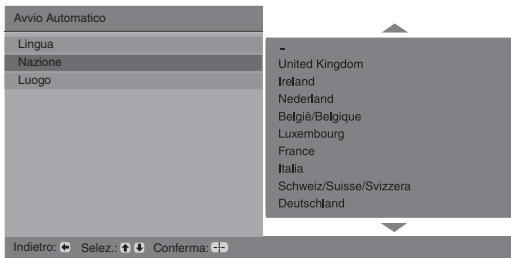 Avvio Automatico
Lingua
Nazione
Luogo
-
United Kingdom
Ireland
Nederland
België/Belgique
Luxembourg
France
Italia
Schweiz/Suisse/Svizzera
Deutschland
Indietro: Selez.: Conferma: